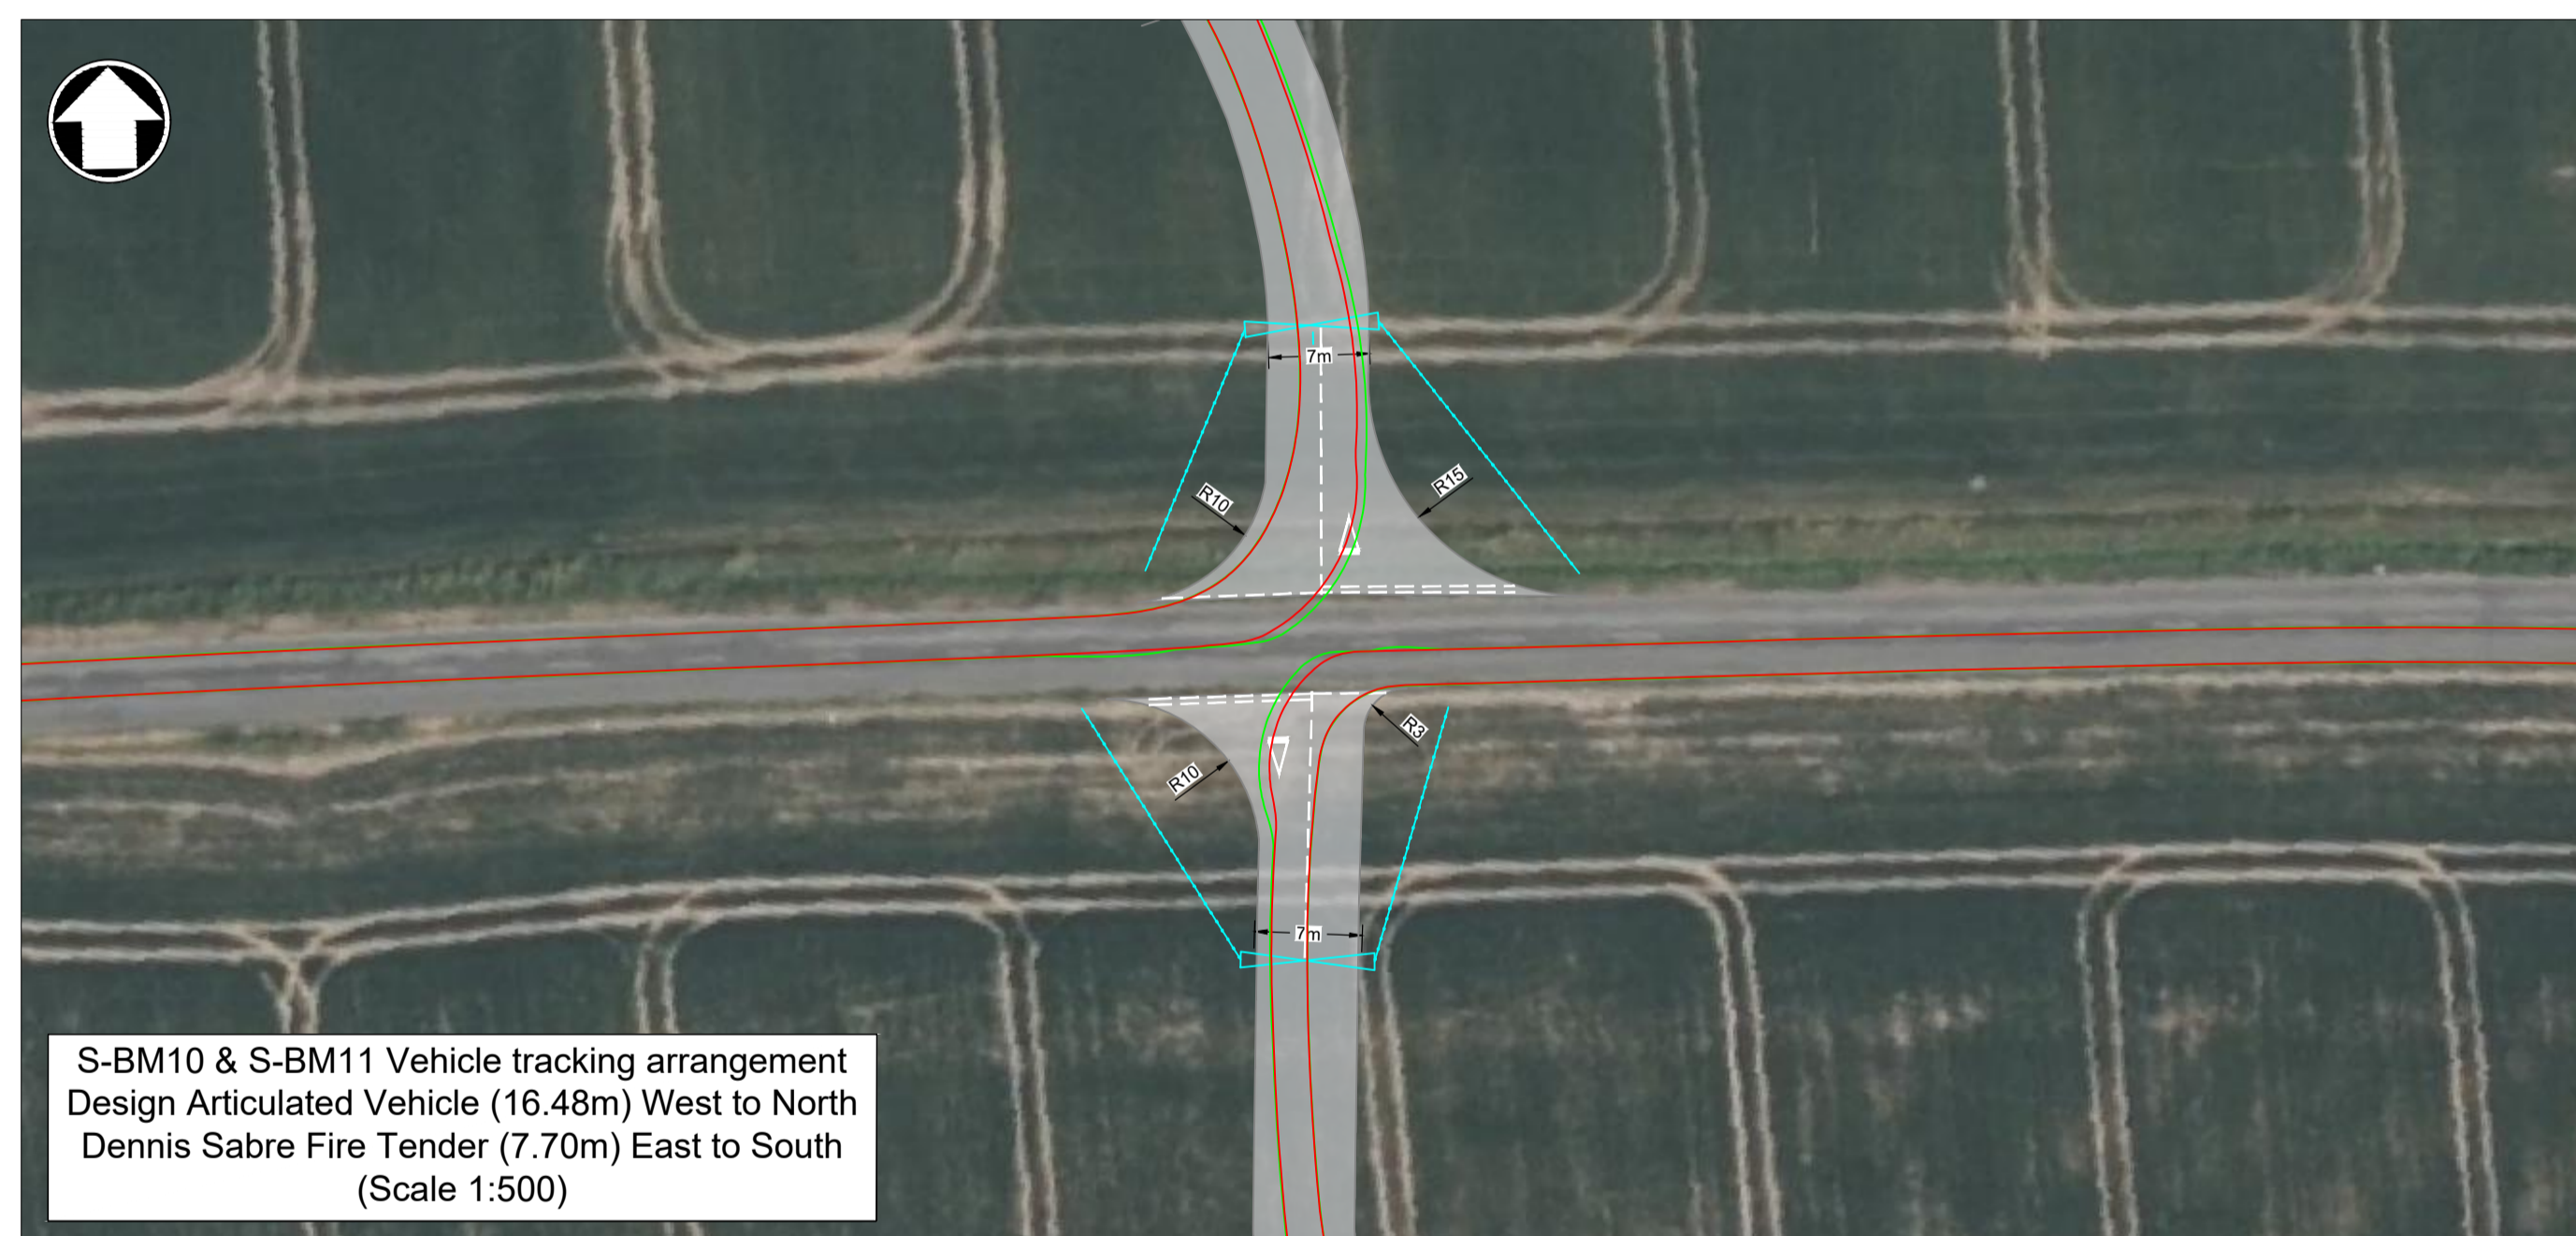 7m
R10
R15
R3
R10
7m
S-BM10 & S-BM11 Vehicle tracking arrangement
Design Articulated Vehicle (16.48m) West to North
Dennis Sabre Fire Tender (7.70m) East to South
(Scale 1:500)